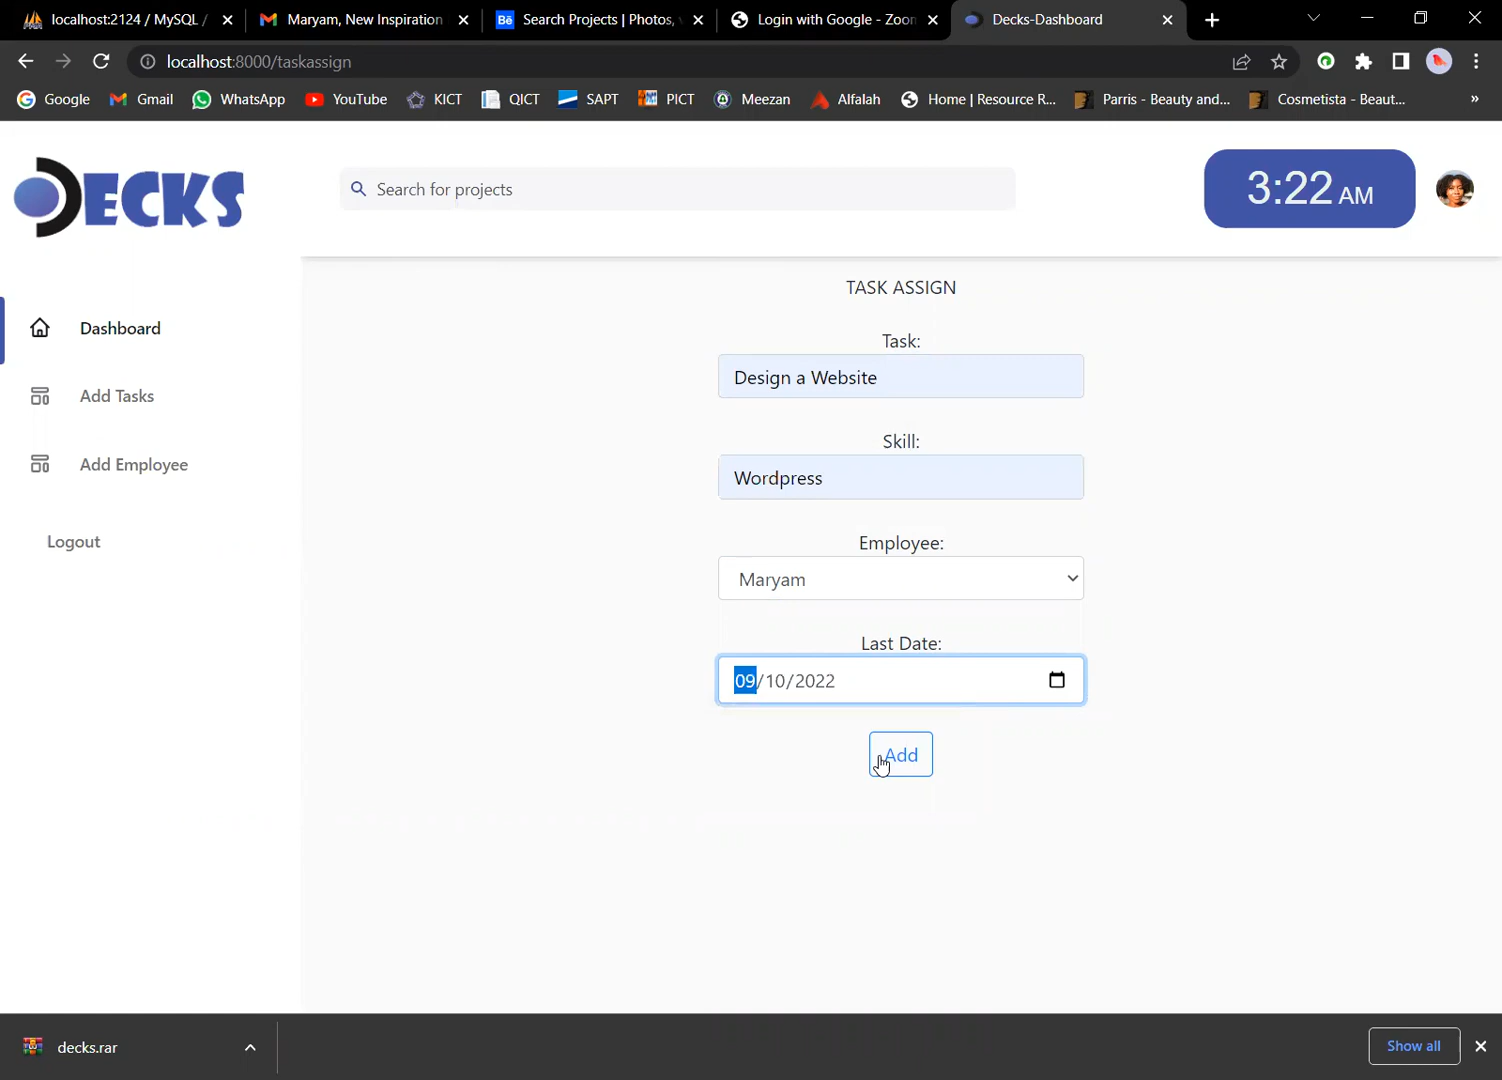 localhost:2124 / MySQL /
Maryam, New Inspiration
Bē Search Projects | Photos,
Login with Google - Zoom
Decks-Dashboard
localhost:8000/taskassign
Google
Gmail
WhatsApp
YouTube
KICT
QICT
SAPT
PICT
Meezan
Alfalah
Home | Resource R...
Parris - Beauty and...
Cosmetista - Beaut...
»
DECKS
Search for projects
3:22 AM
Dashboard
Add Tasks
Add Employee
Logout
TASK ASSIGN
Task:
Design a Website
Skill:
Wordpress
Employee:
Maryam
Last Date:
09/10/2022
Add
decks.rar
Show all